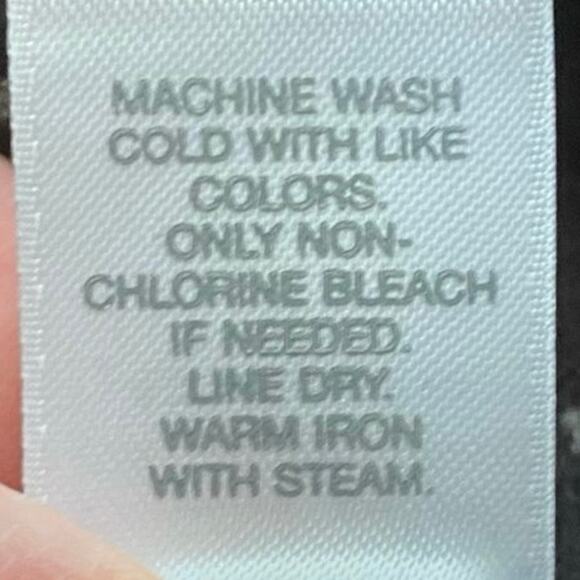 MACHINE WASH
COLD WITH LIKE
COLORS.
ONLY NON-
CHLORINE BLEACH
IF NEEDED.
LINE DRY.
WARM IRON
WITH STEAM.